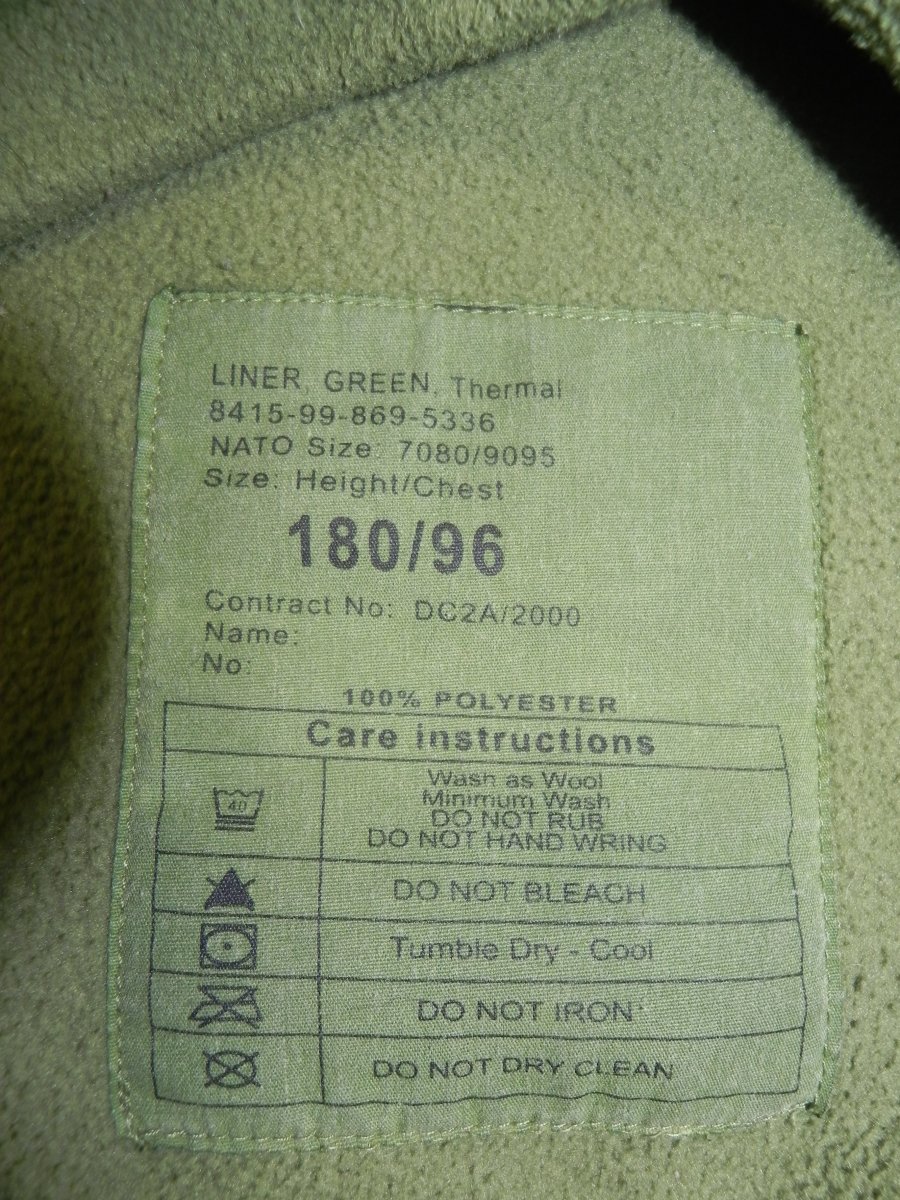 LINER, GREEN, Thermal
8415-99-869-5336
NATO Size: 7080/9095
Size: Height/Chest
180/96
Contract No: DC2A/2000
Name:
No:
100% POLYESTER
Care instructions
40
Wash as Wool
Minimum Wash
DO NOT RUB
DO NOT HAND WRING
DO NOT BLEACH
Tumble Dry - Cool
DO NOT IRON
DO NOT DRY CLEAN